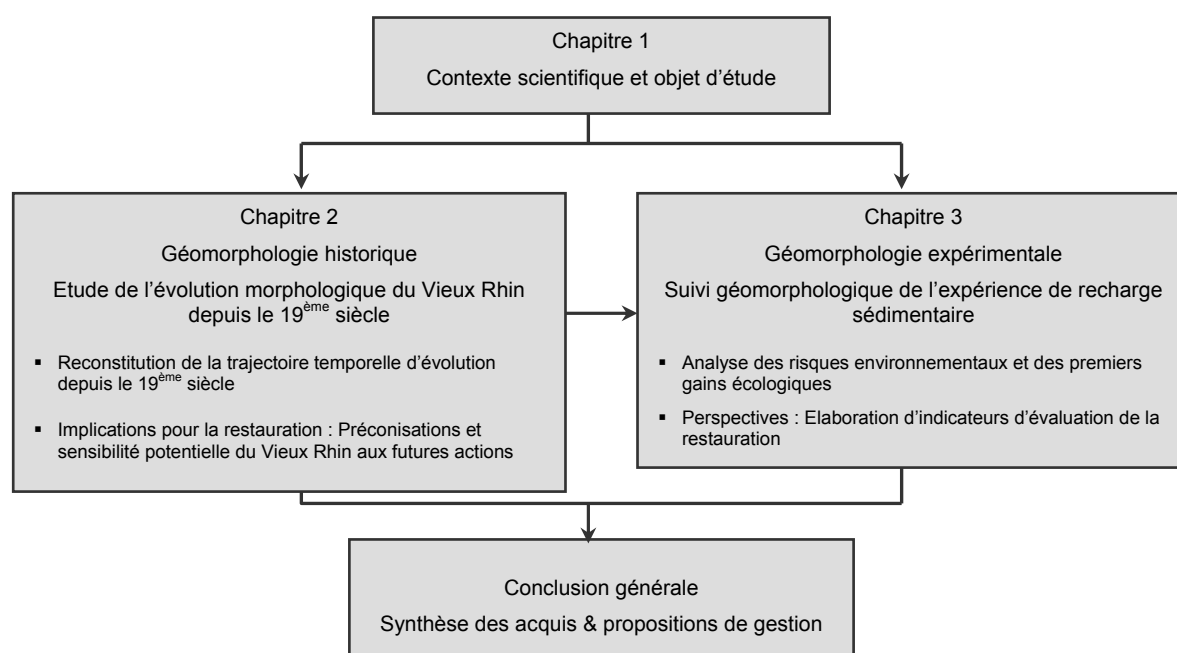 Chapitre 1
Contexte scientifique et objet d’étude
Chapitre 2
Géomorphologie historique
Etude de l’évolution morphologique du Vieux Rhin
depuis le 19ème siècle
▪ Reconstitution de la trajectoire temporelle d’évolution
depuis le 19ème siècle
▪ Implications pour la restauration : Préconisations et
sensibilité potentielle du Vieux Rhin aux futures actions
Chapitre 3
Géomorphologie expérimentale
Suivi géomorphologique de l’expérience de recharge
sédimentaire
▪ Analyse des risques environnementaux et des premiers
gains écologiques
▪ Perspectives : Elaboration d’indicateurs d’évaluation de la
restauration
Conclusion générale
Synthèse des acquis & propositions de gestion